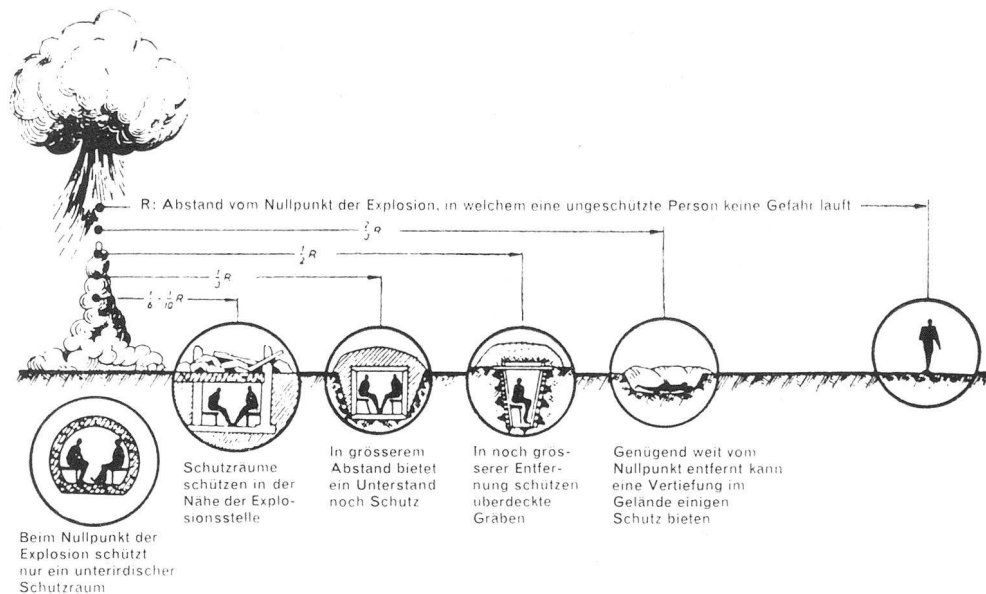 R: Abstand vom Nullpunkt der Explosion, in welchem eine ungeschützte Person keine Gefahr läuft
2/3 R
1/2 R
1/3 R
1/6 - 1/10 R
Beim Nullpunkt der
Explosion schützt
nur ein unterirdischer
Schutzraum
Schutzräume
schützen in der
Nähe der Explo-
sionsstelle
In grösserem
Abstand bietet
ein Unterstand
noch Schutz
In noch grös-
serer Entfer-
nung schützen
überdeckte
Gräben
Genügend weit vom
Nullpunkt entfernt kann
eine Vertiefung im
Gelände einigen
Schutz bieten